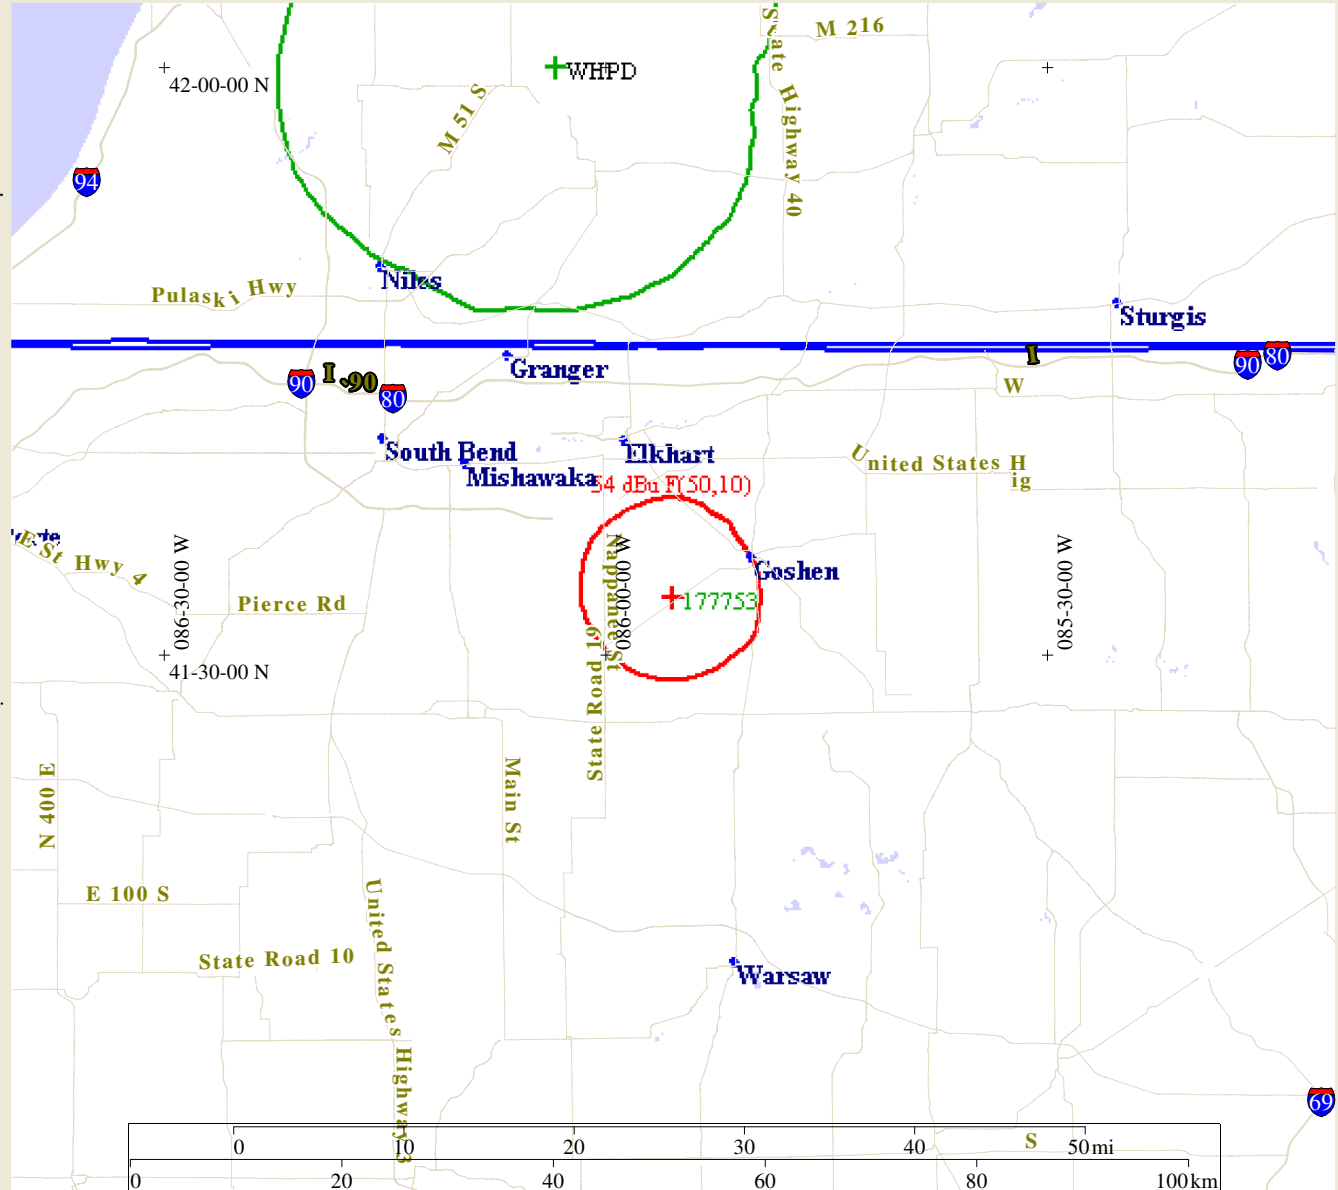 M 216
State Highway 40
42-00-00 N
WHPD
M 51 S
94
Niles
Pulaski Hwy
Sturgis
I
90
80
Granger
90
I -90
80
W
South Bend
Elkhart
United States H
ig
Mishawaka
54 dBu F(50,10)
E St Hwy 4
086-30-00 W
Nappanee St
086-00-00 W
085-30-00 W
Goshen
Pierce Rd
177753
41-30-00 N
State Road 19
N 400 E
Main St
E 100 S
United States Highway 3
State Road 10
Warsaw
69
S
0 10 20 30 40 50 mi
0 20 40 60 80 100 km